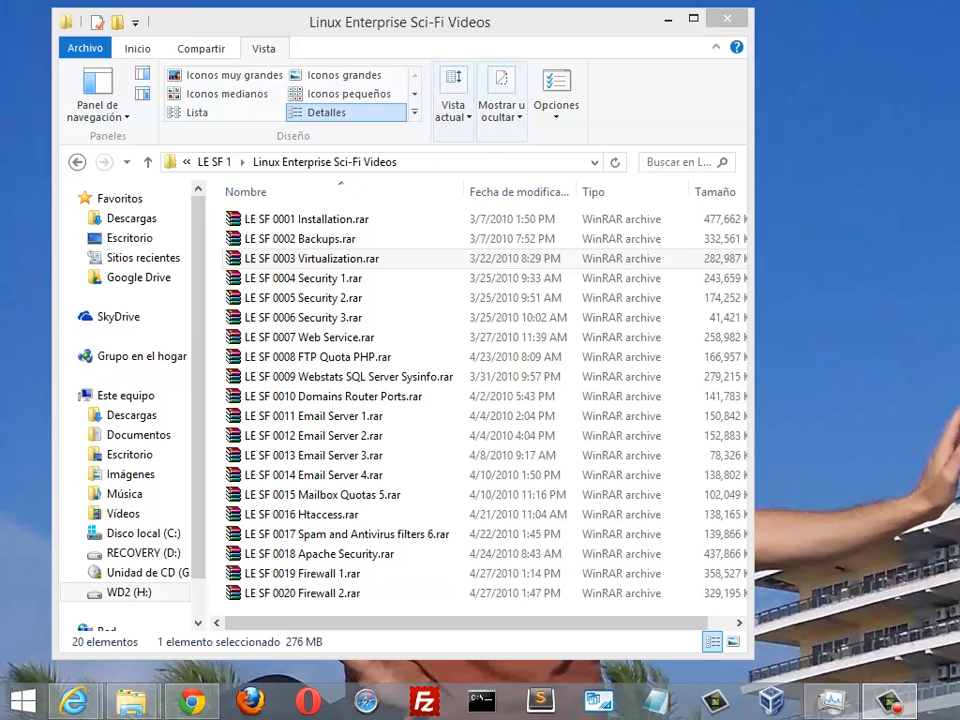 Linux Enterprise Sci-Fi Videos
Archivo Inicio Compartir Vista
Panel de navegación
Paneles
Iconos muy grandes Iconos grandes
Iconos medianos Iconos pequeños
Lista Detalles
Diseño
Vista actual
Mostrar u ocultar
Opciones
« LE SF 1 Linux Enterprise Sci-Fi Videos
Buscar en L...
Favoritos
Descargas
Escritorio
Sitios recientes
Google Drive
SkyDrive
Grupo en el hogar
Este equipo
Descargas
Documentos
Escritorio
Imágenes
Música
Vídeos
Disco local (C:)
RECOVERY (D:)
Unidad de CD (G
WD2 (H:)
Nombre Fecha de modifica... Tipo Tamaño
LE SF 0001 Installation.rar 3/7/2010 1:50 PM WinRAR archive 477,662 K
LE SF 0002 Backups.rar 3/7/2010 7:52 PM WinRAR archive 332,561 K
LE SF 0003 Virtualization.rar 3/22/2010 8:29 PM WinRAR archive 282,987 K
LE SF 0004 Security 1.rar 3/25/2010 9:33 AM WinRAR archive 243,659 K
LE SF 0005 Security 2.rar 3/25/2010 9:51 AM WinRAR archive 174,252 K
LE SF 0006 Security 3.rar 3/25/2010 10:02 AM WinRAR archive 41,421 K
LE SF 0007 Web Service.rar 3/27/2010 11:39 AM WinRAR archive 258,982 K
LE SF 0008 FTP Quota PHP.rar 4/23/2010 8:09 AM WinRAR archive 166,957 K
LE SF 0009 Webstats SQL Server Sysinfo.rar 3/31/2010 9:57 PM WinRAR archive 279,215 K
LE SF 0010 Domains Router Ports.rar 4/2/2010 5:43 PM WinRAR archive 141,783 K
LE SF 0011 Email Server 1.rar 4/4/2010 2:04 PM WinRAR archive 150,842 K
LE SF 0012 Email Server 2.rar 4/4/2010 4:04 PM WinRAR archive 152,883 K
LE SF 0013 Email Server 3.rar 4/8/2010 9:17 AM WinRAR archive 78,326 K
LE SF 0014 Email Server 4.rar 4/10/2010 1:50 PM WinRAR archive 138,802 K
LE SF 0015 Mailbox Quotas 5.rar 4/10/2010 11:16 PM WinRAR archive 102,049 K
LE SF 0016 Htaccess.rar 4/21/2010 11:04 AM WinRAR archive 138,165 K
LE SF 0017 Spam and Antivirus filters 6.rar 4/22/2010 1:45 PM WinRAR archive 139,866 K
LE SF 0018 Apache Security.rar 4/24/2010 8:43 AM WinRAR archive 437,866 K
LE SF 0019 Firewall 1.rar 4/27/2010 1:14 PM WinRAR archive 358,527 K
LE SF 0020 Firewall 2.rar 4/27/2010 1:47 PM WinRAR archive 329,195 K
20 elementos 1 elemento seleccionado 276 MB